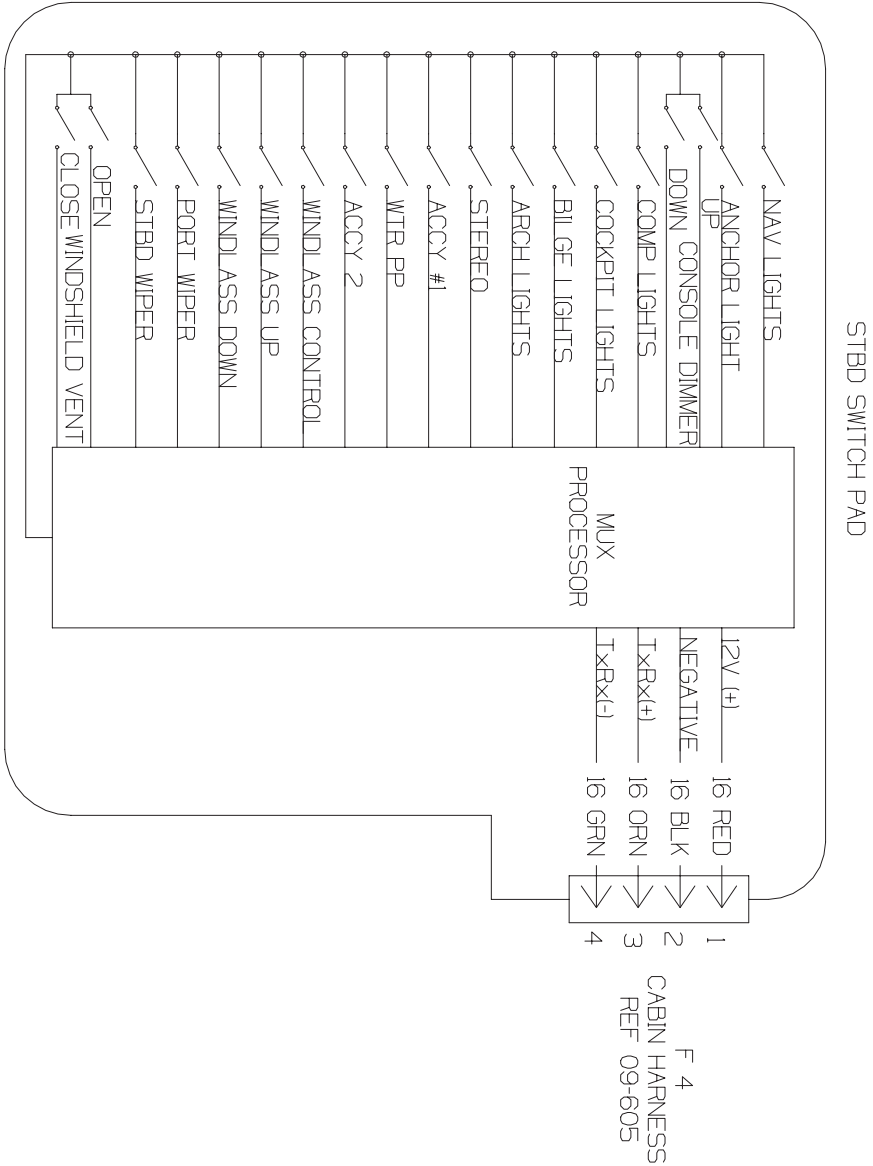 STBD SWITCH PAD
NAV LIGHTS
ANCHOR LIGHT
UP
DOWN CONSOLE DIMMER
COMP LIGHTS
COCKPIT LIGHTS
BILGE LIGHTS
ARCH LIGHTS
STEREO
ACCY #1
WTR PP
ACCY 2
WINDLASS CONTROL
WINDLASS UP
WINDLASS DOWN
PORT WIPER
STBD WIPER
OPEN
CLOSE WINDSHIELD VENT
MUX
PROCESSOR
12V (+) 16 RED 1
NEGATIVE 16 BLK 2
TxRx(+) 16 ORN 3
TxRx(-) 16 GRN 4
F 4
CABIN HARNESS
REF 09-605